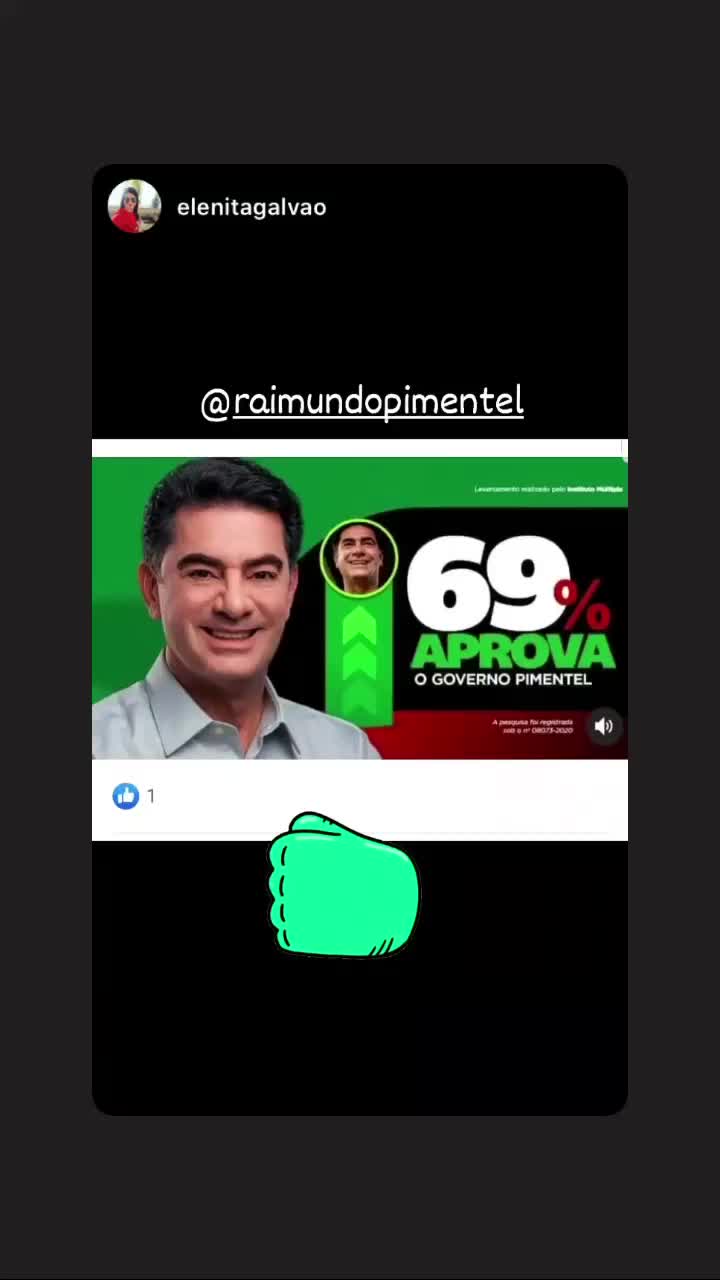 elenitagalvao
@raimundopimentel
Levantamento realizado pelo Instituto Múltipla
69%
APROVA
O GOVERNO PIMENTEL
A pesquisa foi registrada
sob o nº 08073-2020
1